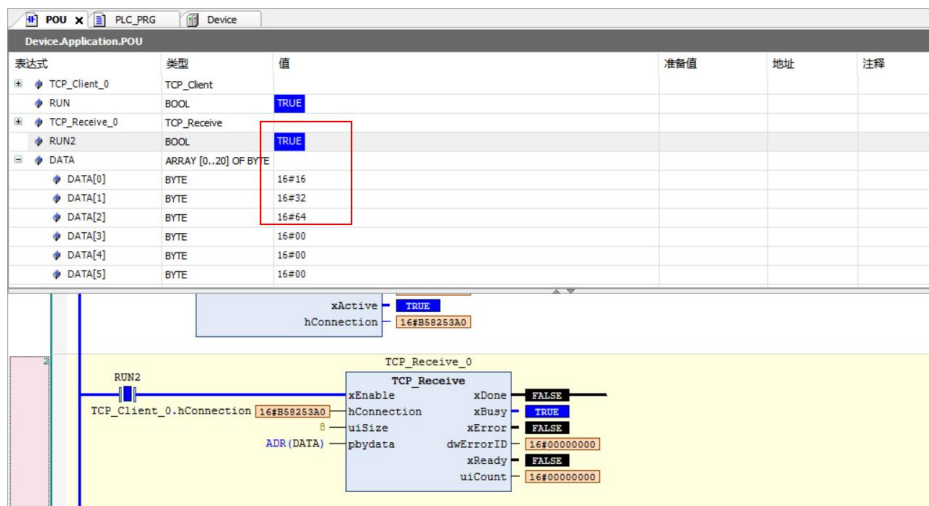 POU PLC_PRG Device
Device.Application.POU
表达式 类型 值 准备值 地址 注释
TCP_Client_0 TCP_Client
RUN BOOL TRUE
TCP_Receive_0 TCP_Receive
RUN2 BOOL TRUE
DATA ARRAY [0..20] OF BYTE
DATA[0] BYTE 16#16
DATA[1] BYTE 16#32
DATA[2] BYTE 16#64
DATA[3] BYTE 16#00
DATA[4] BYTE 16#00
DATA[5] BYTE 16#00
xActive TRUE
hConnection 16#B58253A0
2 TCP_Receive_0
RUN2 TCP_Receive
xEnable xDone FALSE
TCP_Client_0.hConnection 16#B58253A0 hConnection xBusy TRUE
8 uiSize xError FALSE
ADR(DATA) pbydata dwErrorID 16#00000000
xReady FALSE
uiCount 16#00000000